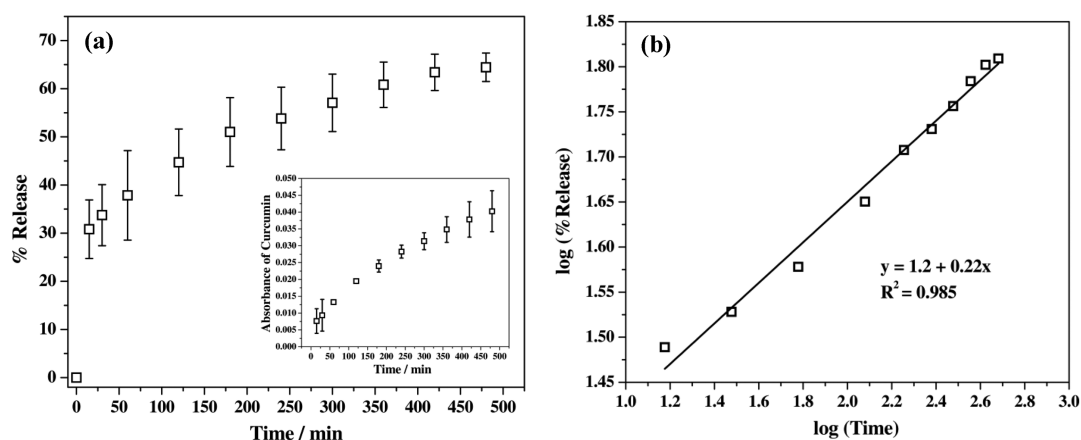 (a)
70
60
50
40
30
20
10
0
% Release
0 50 100 150 200 250 300 350 400 450 500
Time / min
0.050
0.045
0.040
0.035
0.030
0.025
0.020
0.015
0.010
0.005
0.000
Absorbance of Curcumin
0 50 100 150 200 250 300 350 400 450 500
Time / min
(b)
1.85
1.80
1.75
1.70
1.65
1.60
1.55
1.50
1.45
log (% Release)
y = 1.2 + 0.22x
R² = 0.985
1.0 1.2 1.4 1.6 1.8 2.0 2.2 2.4 2.6 2.8 3.0
log (Time)